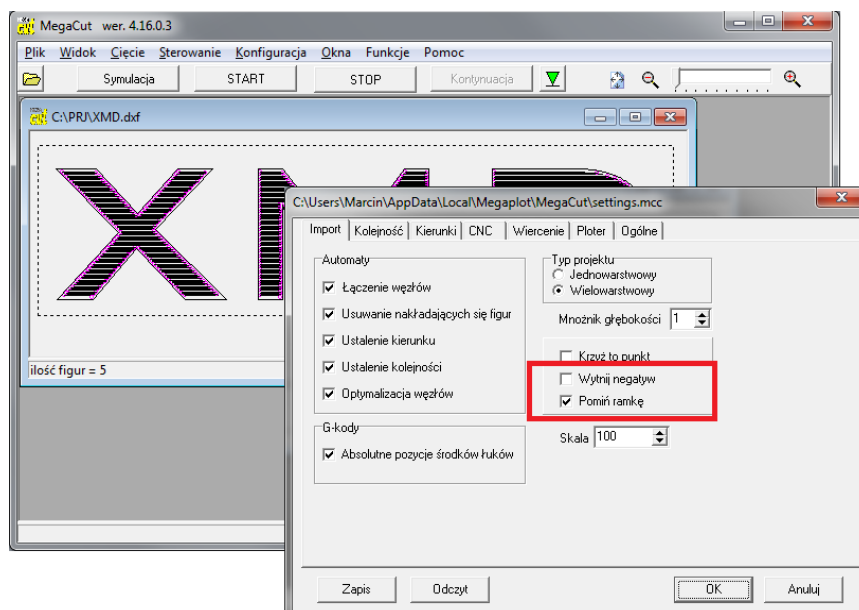 MegaCut wer. 4.16.0.3
Plik Widok Cięcie Sterowanie Konfiguracja Okna Funkcje Pomoc
Symulacja START STOP Kontynuacja
C:\PRJ\XMD.dxf
XMD
ilość figur = 5
C:\Users\Marcin\AppData\Local\Megaplot\MegaCut\settings.mcc
Import Kolejność Kierunki CNC Wiercenie Ploter Ogólne
Automaty
Łączenie węzłów
Usuwanie nakładających się figur
Ustalenie kierunku
Ustalenie kolejności
Optymalizacja węzłów
G-kody
Absolutne pozycje środków łuków
Typ projektu
Jednowarstwowy
Wielowarstwowy
Mnożnik głębokości 1
Krzyż to punkt
Wytnij negatyw
Pomiń ramkę
Skala 100
Zapis Odczyt OK Anuluj